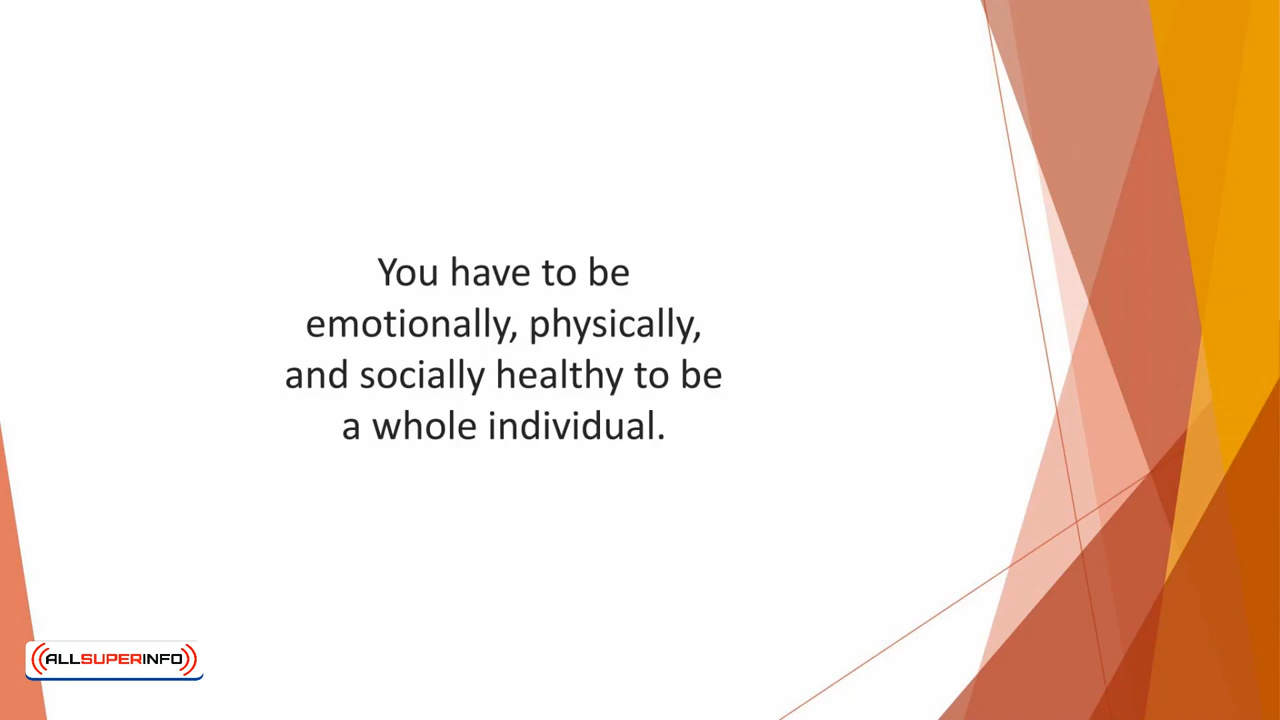 You have to be
emotionally, physically,
and socially healthy to be
a whole individual.
ALLSUPERINFO